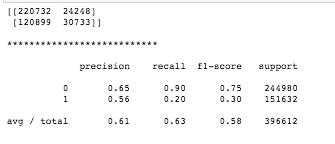 [[220732 24248]
[120899 30733]]
***************************
precision recall f1-score support
0 0.65 0.90 0.75 244980
1 0.56 0.20 0.30 151632
avg / total 0.61 0.63 0.58 396612